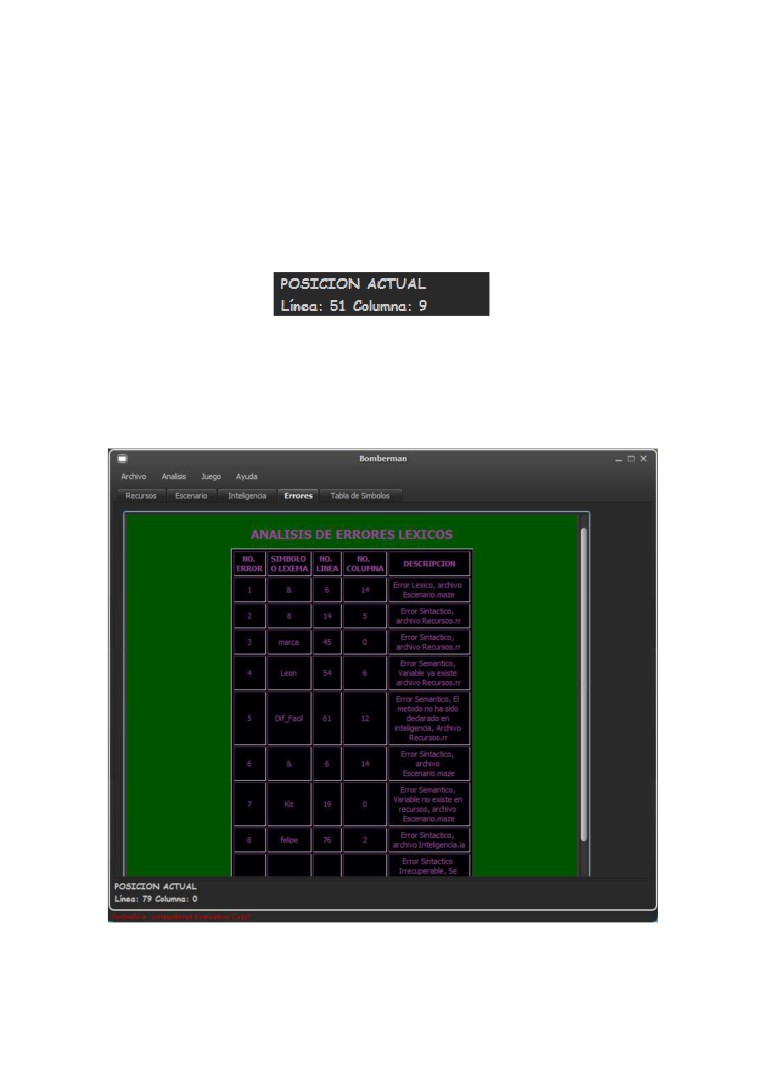 POSICION ACTUAL
Línea: 51 Columna: 9
Bomberman
Archivo Analisis Juego Ayuda
Recursos Escenario Inteligencia Errores Tabla de Simbolos
ANALISIS DE ERRORES LEXICOS
NO. ERROR SIMBOLO O LEXEMA NO. LINEA NO. COLUMNA DESCRIPCION
1 & 6 14 Error Lexico, archivo
Escenario.maze
2 8 14 5 Error Sintactico,
archivo Recursos.rr
3 marca 45 0 Error Sintactico,
archivo Recursos.rr
4 Leon 54 6 Error Semantico,
Variable ya existe
archivo Recursos.rr
5 Dif_Facil 61 12 Error Semantico, El
metodo no ha sido
declarado en
inteligencia, Archivo
Recursos.rr
6 & 6 14 Error Sintactico,
archivo
Escenario.maze
7 Kit 19 0 Error Semantico,
Variable no existe en
recursos, archivo
Escenario.maze
8 felipe 76 2 Error Sintactico,
archivo Inteligencia.ia
Error Sintactico
Irrecuperable, Se
POSICION ACTUAL
Línea: 79 Columna: 0